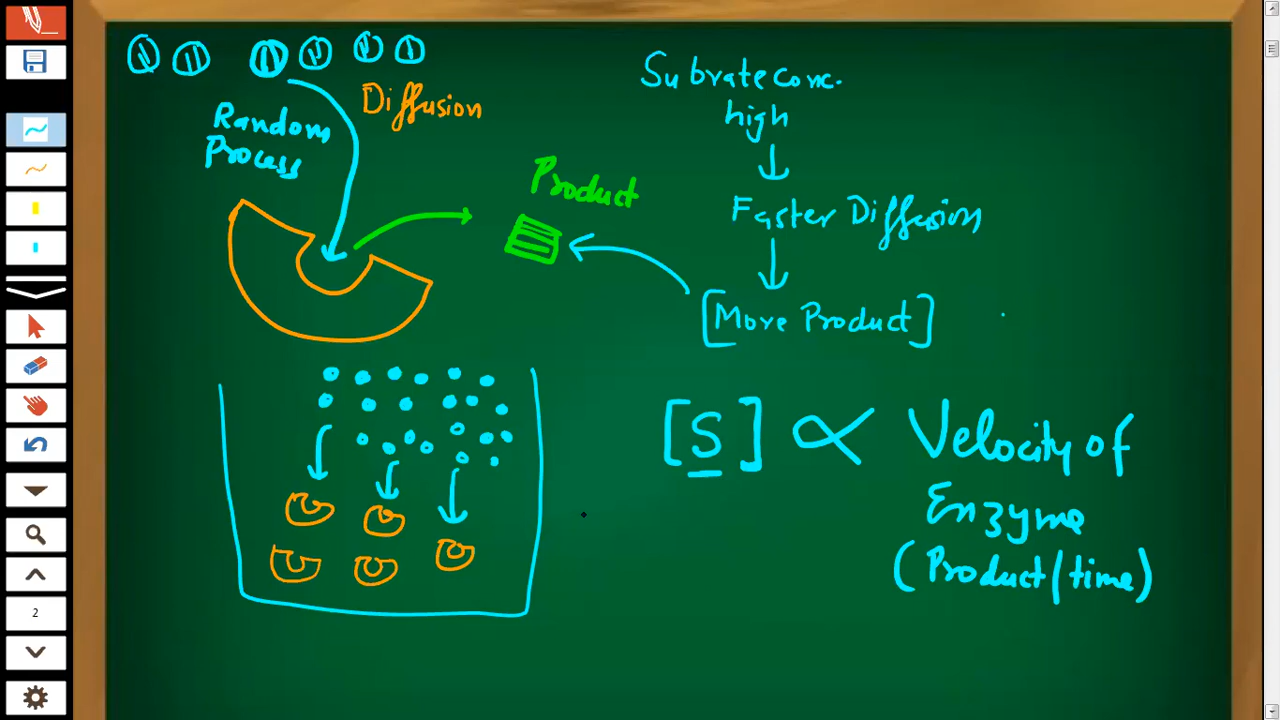 Diffusion
Random
Process
Product
Subrate conc.
high
Faster Diffusion
[More Product]
[S] ∝ Velocity of
Enzyme
(Product/time)
2